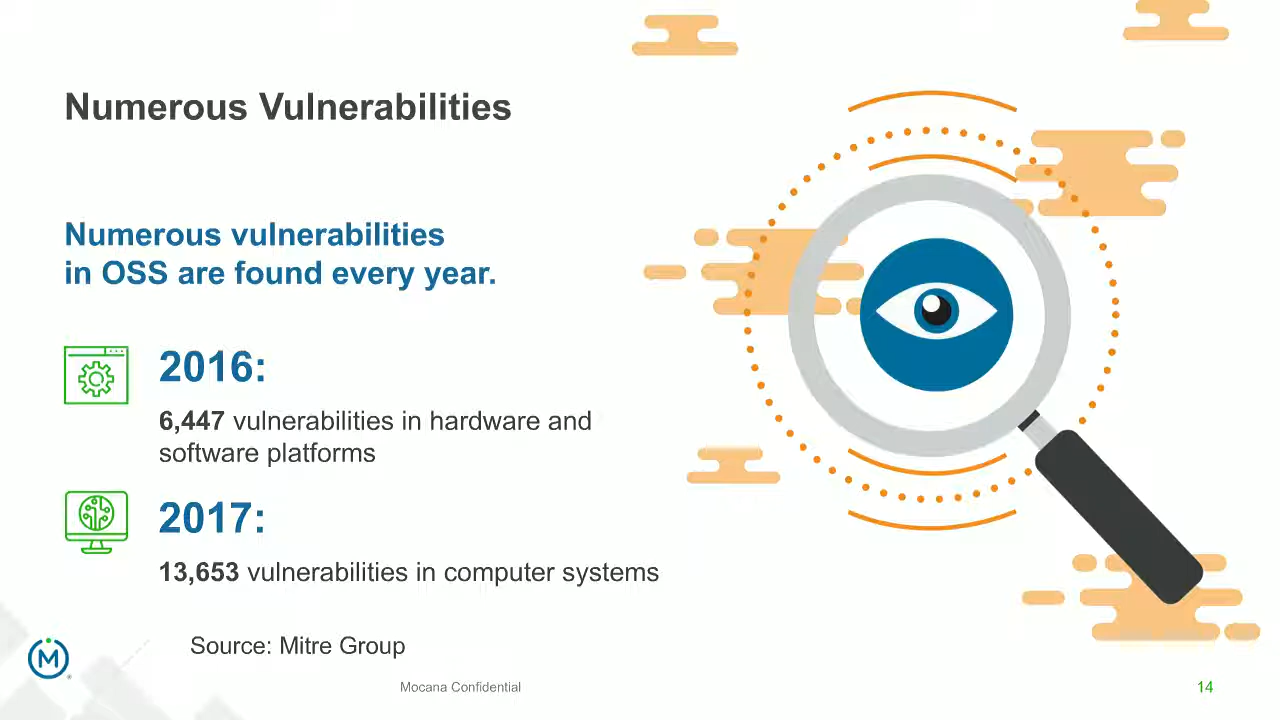 Numerous Vulnerabilities
Numerous vulnerabilities
in OSS are found every year.
2016:
6,447 vulnerabilities in hardware and
software platforms
2017:
13,653 vulnerabilities in computer systems
Source: Mitre Group
M
Mocana Confidential
14